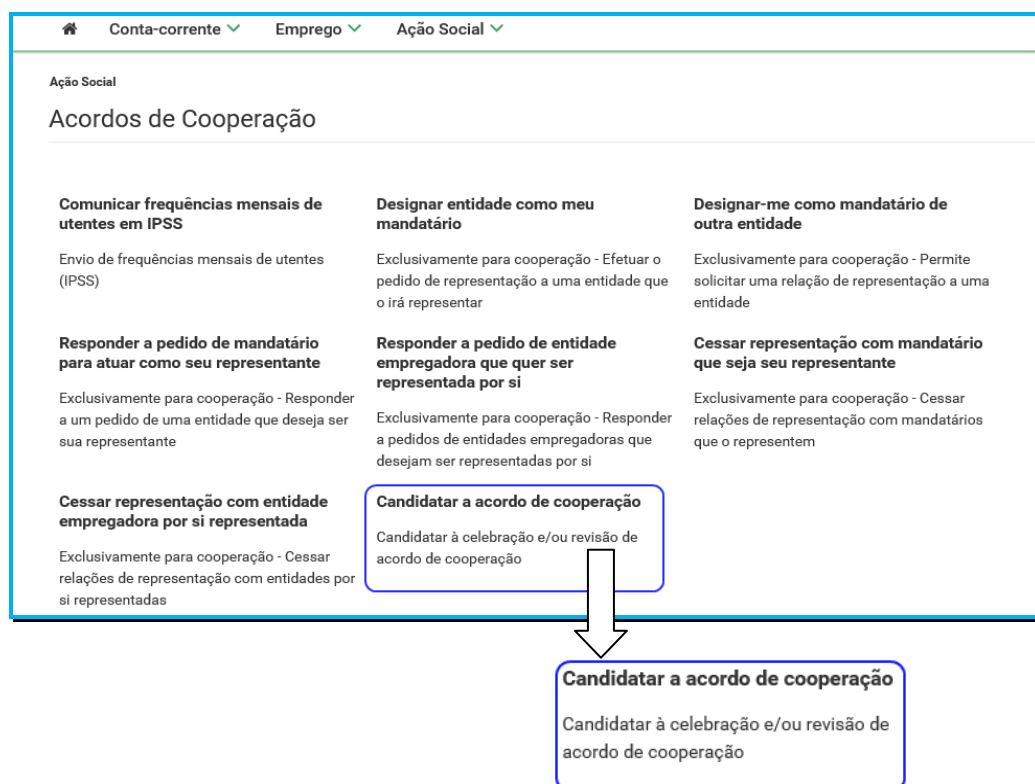 Conta-corrente Emprego Ação Social
Ação Social
Acordos de Cooperação
Comunicar frequências mensais de
utentes em IPSS
Envio de frequências mensais de utentes
(IPSS)
Designar entidade como meu
mandatário
Exclusivamente para cooperação - Efetuar o
pedido de representação a uma entidade que
o irá representar
Designar-me como mandatário de
outra entidade
Exclusivamente para cooperação - Permite
solicitar uma relação de representação a uma
entidade
Responder a pedido de mandatário
para atuar como seu representante
Exclusivamente para cooperação - Responder
a um pedido de uma entidade que deseja ser
sua representante
Responder a pedido de entidade
empregadora que quer ser
representada por si
Exclusivamente para cooperação - Responder
a pedidos de entidades empregadoras que
desejam ser representadas por si
Cessar representação com mandatário
que seja seu representante
Exclusivamente para cooperação - Cessar
relações de representação com mandatários
que o representem
Cessar representação com entidade
empregadora por si representada
Exclusivamente para cooperação - Cessar
relações de representação com entidades por
si representadas
Candidatar a acordo de cooperação
Candidatar à celebração e/ou revisão de
acordo de cooperação
Candidatar a acordo de cooperação
Candidatar à celebração e/ou revisão de
acordo de cooperação